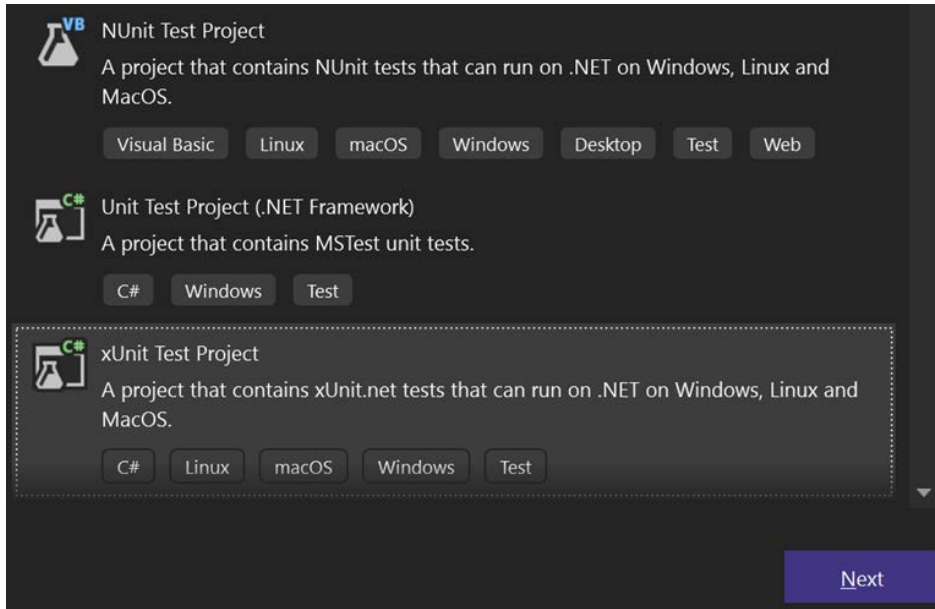 VB
NUnit Test Project
A project that contains NUnit tests that can run on .NET on Windows, Linux and
MacOS.
Visual Basic Linux macOS Windows Desktop Test Web
C#
Unit Test Project (.NET Framework)
A project that contains MSTest unit tests.
C# Windows Test
C#
xUnit Test Project
A project that contains xUnit.net tests that can run on .NET on Windows, Linux and
MacOS.
C# Linux macOS Windows Test
Next